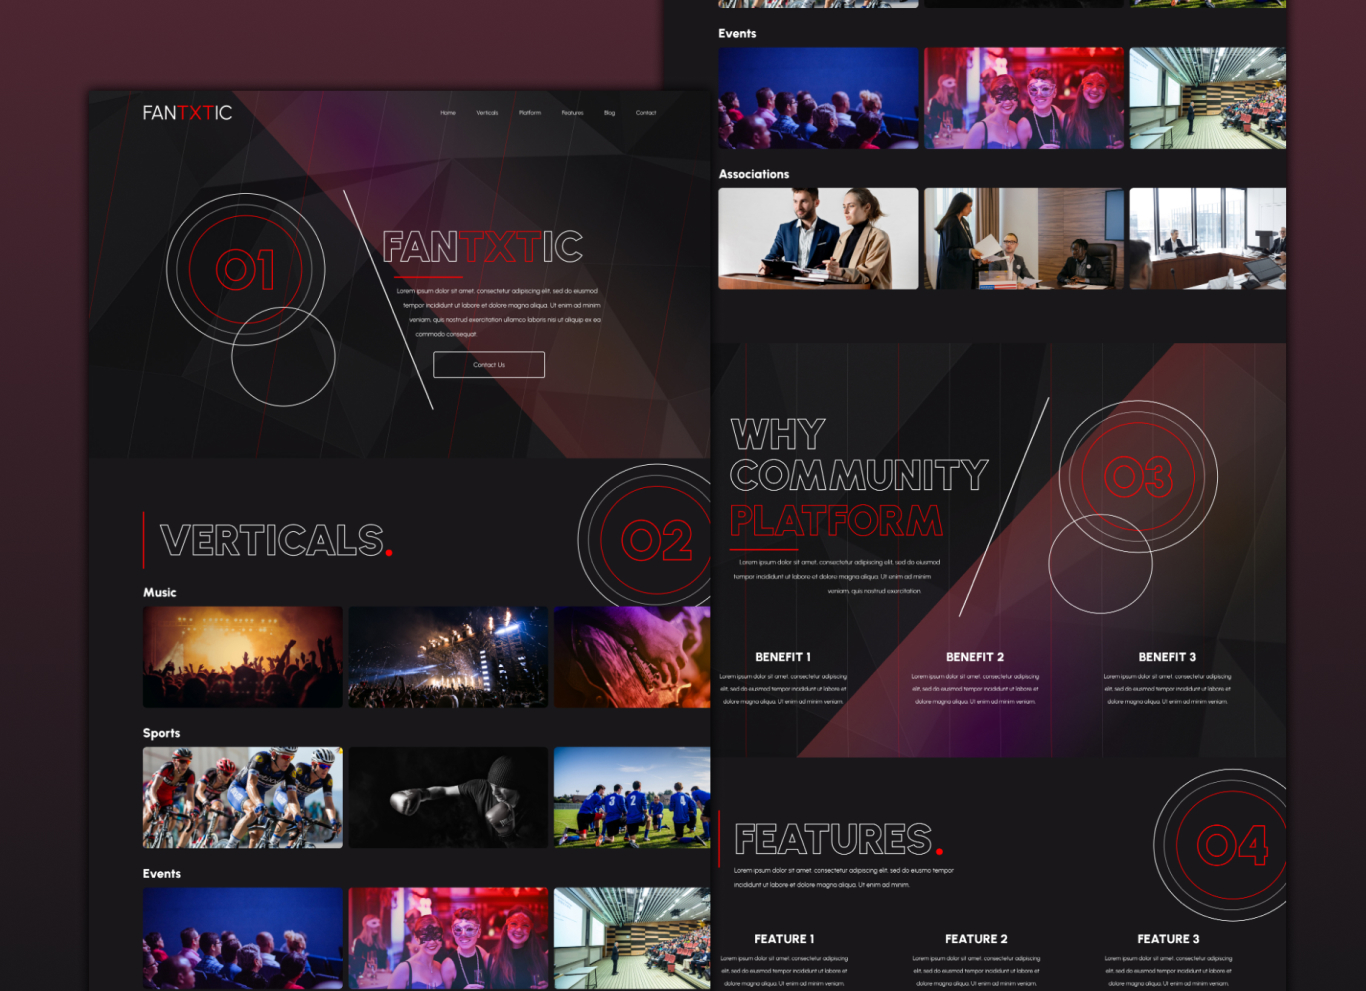 FANTXTIC
Home Verticals Platform Features Blog Contact
01
FANTXTIC
Lorem ipsum dolor sit amet, consectetur adipiscing elit, sed do eiusmod
tempor incididunt ut labore et dolore magna aliqua. Ut enim ad minim
veniam, quis nostrud exercitation ullamco laboris nisi ut aliquip ex ea
commodo consequat.
Contact Us
VERTICALS.
02
Music
Sports
3 2 4
Events
Events
Associations
WHY
COMMUNITY
PLATFORM
03
Lorem ipsum dolor sit amet, consectetur adipiscing elit, sed do eiusmod
tempor incididunt ut labore et dolore magna aliqua. Ut enim ad minim
veniam, quis nostrud exercitation.
BENEFIT 1
Lorem ipsum dolor sit amet, consectetur adipiscing
elit, sed do eiusmod tempor incididunt ut labore et
dolore magna aliqua. Ut enim ad minim veniam.
BENEFIT 2
Lorem ipsum dolor sit amet, consectetur adipiscing
elit, sed do eiusmod tempor incididunt ut labore et
dolore magna aliqua. Ut enim ad minim veniam.
BENEFIT 3
Lorem ipsum dolor sit amet, consectetur adipiscing
elit, sed do eiusmod tempor incididunt ut labore et
dolore magna aliqua. Ut enim ad minim veniam.
FEATURES.
04
Lorem ipsum dolor sit amet, consectetur adipiscing elit, sed do eiusmo tempor
incididunt ut labore et dolore magna aliqua. Ut enim ad mnim.
FEATURE 1
Lorem ipsum dolor sit amet, consectetur adipiscing
elit, sed do eiusmod tempor incididunt ut labore et
dolore magna aliqua. Ut enim ad minim veniam.
FEATURE 2
Lorem ipsum dolor sit amet, consectetur adipiscing
elit, sed do eiusmod tempor incididunt ut labore et
dolore magna aliqua. Ut enim ad minim veniam.
FEATURE 3
Lorem ipsum dolor sit amet, consectetur adipiscing
elit, sed do eiusmod tempor incididunt ut labore et
dolore magna aliqua. Ut enim ad minim veniam.